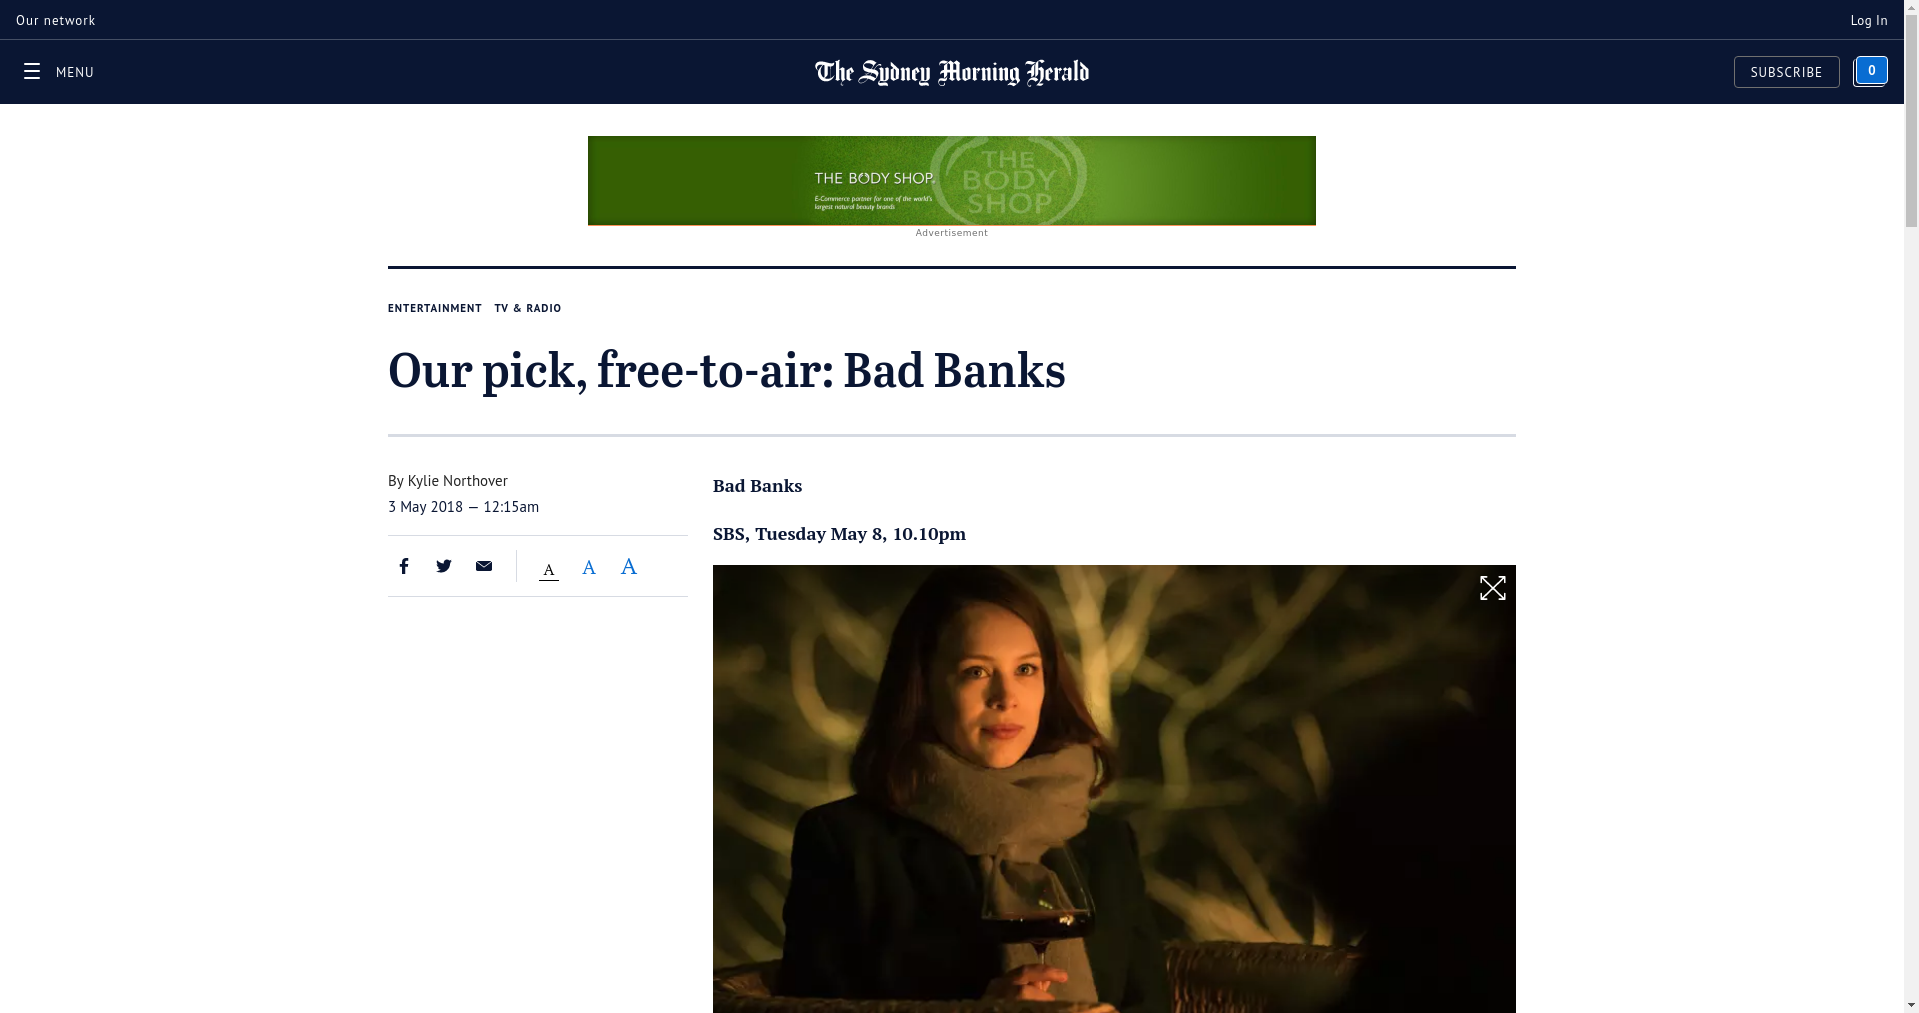 Our network
Log In
MENU
The Sydney Morning Herald
SUBSCRIBE
0
THE BODY SHOP.
E-Commerce partner for one of the world's
largest natural beauty brands
THE
BODY
SHOP
Advertisement
ENTERTAINMENT TV & RADIO
Our pick, free-to-air: Bad Banks
By Kylie Northover
3 May 2018 — 12:15am
A A A
Bad Banks
SBS, Tuesday May 8, 10.10pm